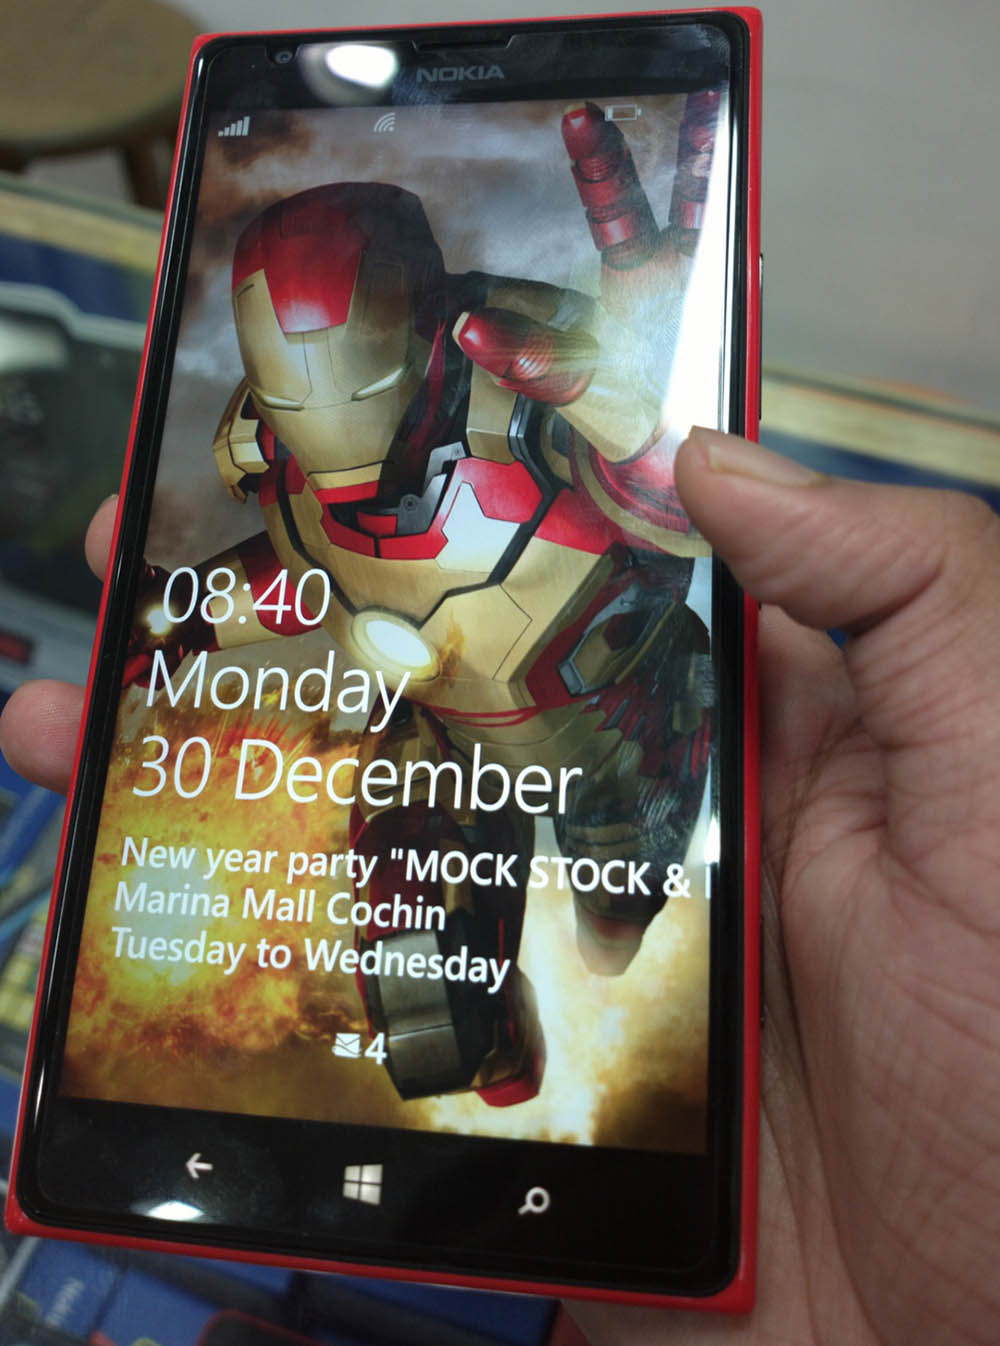 NOKIA
08:40
Monday
30 December
New year party "MOCK STOCK &
Marina Mall Cochin
Tuesday to Wednesday
4